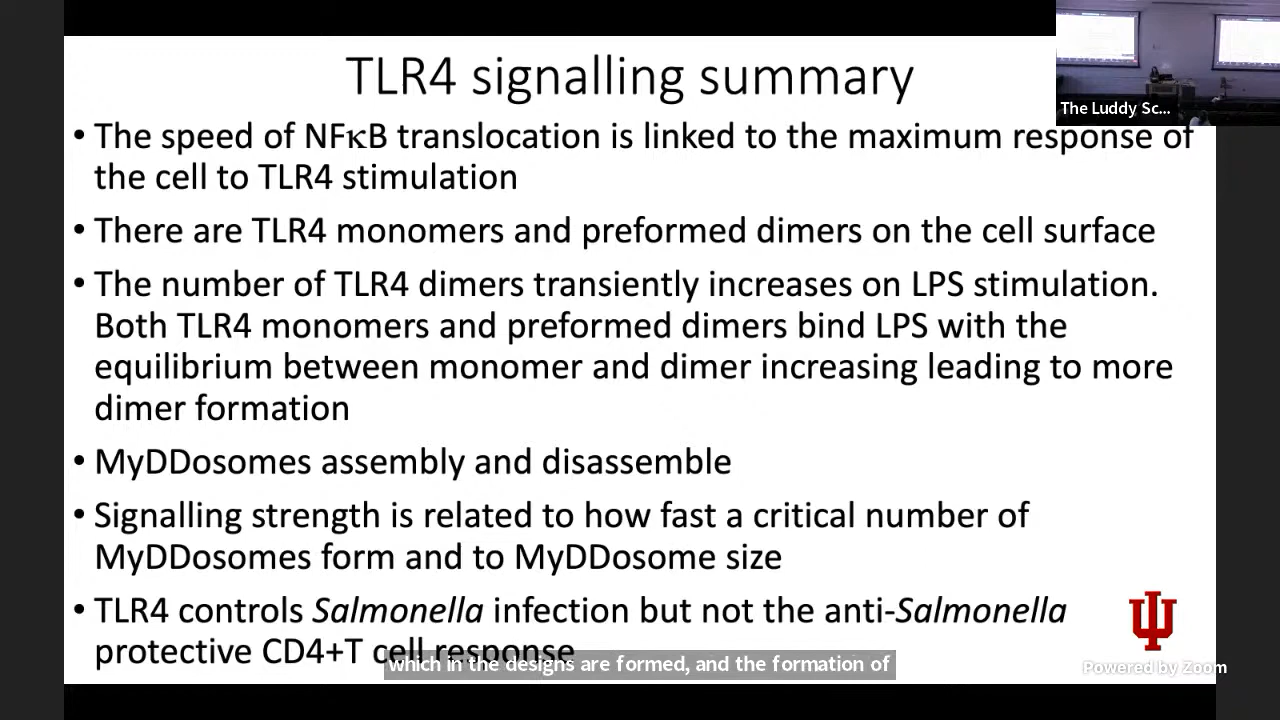 TLR4 signalling summary
The Luddy Sc...
• The speed of NFκB translocation is linked to the maximum response of
the cell to TLR4 stimulation
• There are TLR4 monomers and preformed dimers on the cell surface
• The number of TLR4 dimers transiently increases on LPS stimulation.
Both TLR4 monomers and preformed dimers bind LPS with the
equilibrium between monomer and dimer increasing leading to more
dimer formation
• MyDDosomes assembly and disassemble
• Signalling strength is related to how fast a critical number of
MyDDosomes form and to MyDDosome size
• TLR4 controls Salmonella infection but not the anti-Salmonella
protective CD4+T cell response
which in the designs are formed, and the formation of
Powered by Zoom